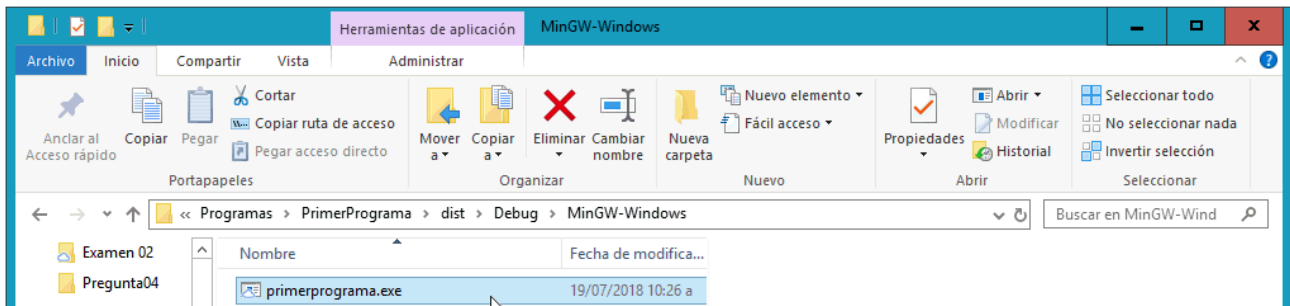 Herramientas de aplicación MinGW-Windows
Archivo Inicio Compartir Vista Administrar
Anclar al Acceso rápido
Copiar
Pegar
Cortar
Copiar ruta de acceso
Pegar acceso directo
Portapapeles
Mover a
Copiar a
Eliminar
Cambiar nombre
Organizar
Nueva carpeta
Nuevo elemento
Fácil acceso
Nuevo
Propiedades
Abrir
Modificar
Historial
Abrir
Seleccionar todo
No seleccionar nada
Invertir selección
Seleccionar
« Programas > PrimerPrograma > dist > Debug > MinGW-Windows
Buscar en MinGW-Wind
Examen 02
Pregunta04
Nombre Fecha de modifica...
primerprograma.exe 19/07/2018 10:26 a